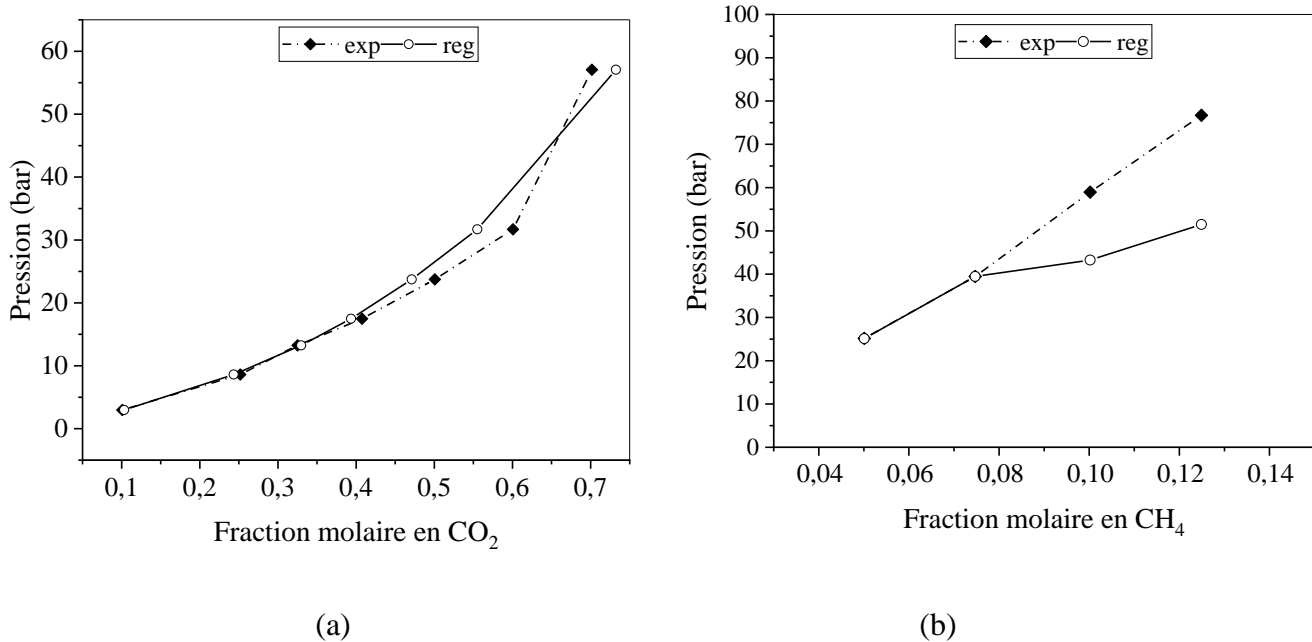 exp reg
Pression (bar)
60
50
40
30
20
10
0
0,1 0,2 0,3 0,4 0,5 0,6 0,7
Fraction molaire en CO₂
(a)
exp reg
Pression (bar)
100
90
80
70
60
50
40
30
20
10
0
0,04 0,06 0,08 0,10 0,12 0,14
Fraction molaire en CH₄
(b)